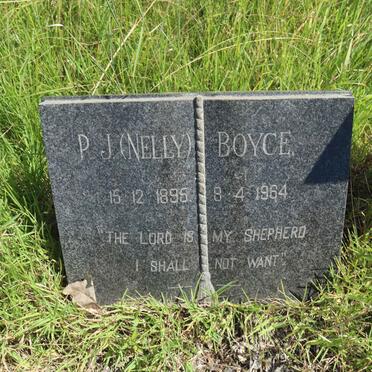 P. J. (NELLY) BOYCE.
15·12·1895 8·4·1964
"THE LORD IS MY SHEPHERD
I SHALL NOT WANT"